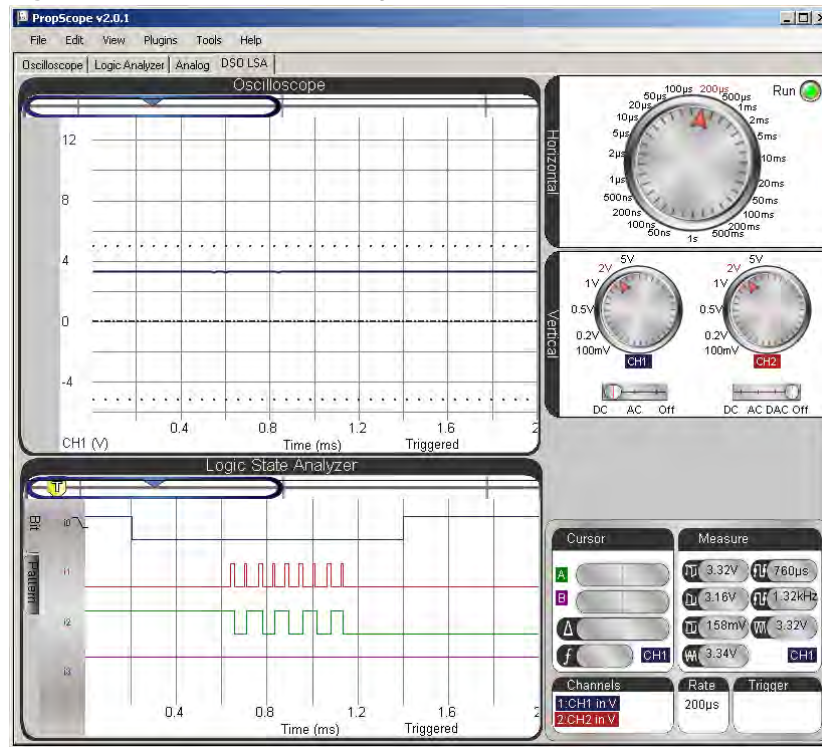 PropScope v2.0.1
File Edit View Plugins Tools Help
Oscilloscope Logic Analyzer Analog DSO LSA
Oscilloscope
12
8
4
0
-4
0.4 0.8 1.2 1.6 2
CH1 (V) Time (ms) Triggered
Horizontal
Run
50ns
100ns
200ns
500ns
1µs
2µs
5µs
10µs
20µs
50µs
100µs
200µs
500µs
1ms
2ms
5ms
10ms
20ms
50ms
100ms
200ms
500ms
1s
Vertical
5V 5V
2V 2V
1V 1V
0.5V 0.5V
0.2V 0.2V
100mV 100mV
CH1 CH2
DC AC Off DC AC DAC Off
Logic State Analyzer
T
Bit
Pattern
i0
i1
i2
i3
0.4 0.8 1.2 1.6 2
Time (ms) Triggered
Cursor
A
B
Δ
f CH1
Measure
3.32V 760µs
3.16V 1.32kHz
158mV 3.32V
3.34V CH1
Channels
1:CH1 in V
2:CH2 in V
Rate
200µs
Trigger